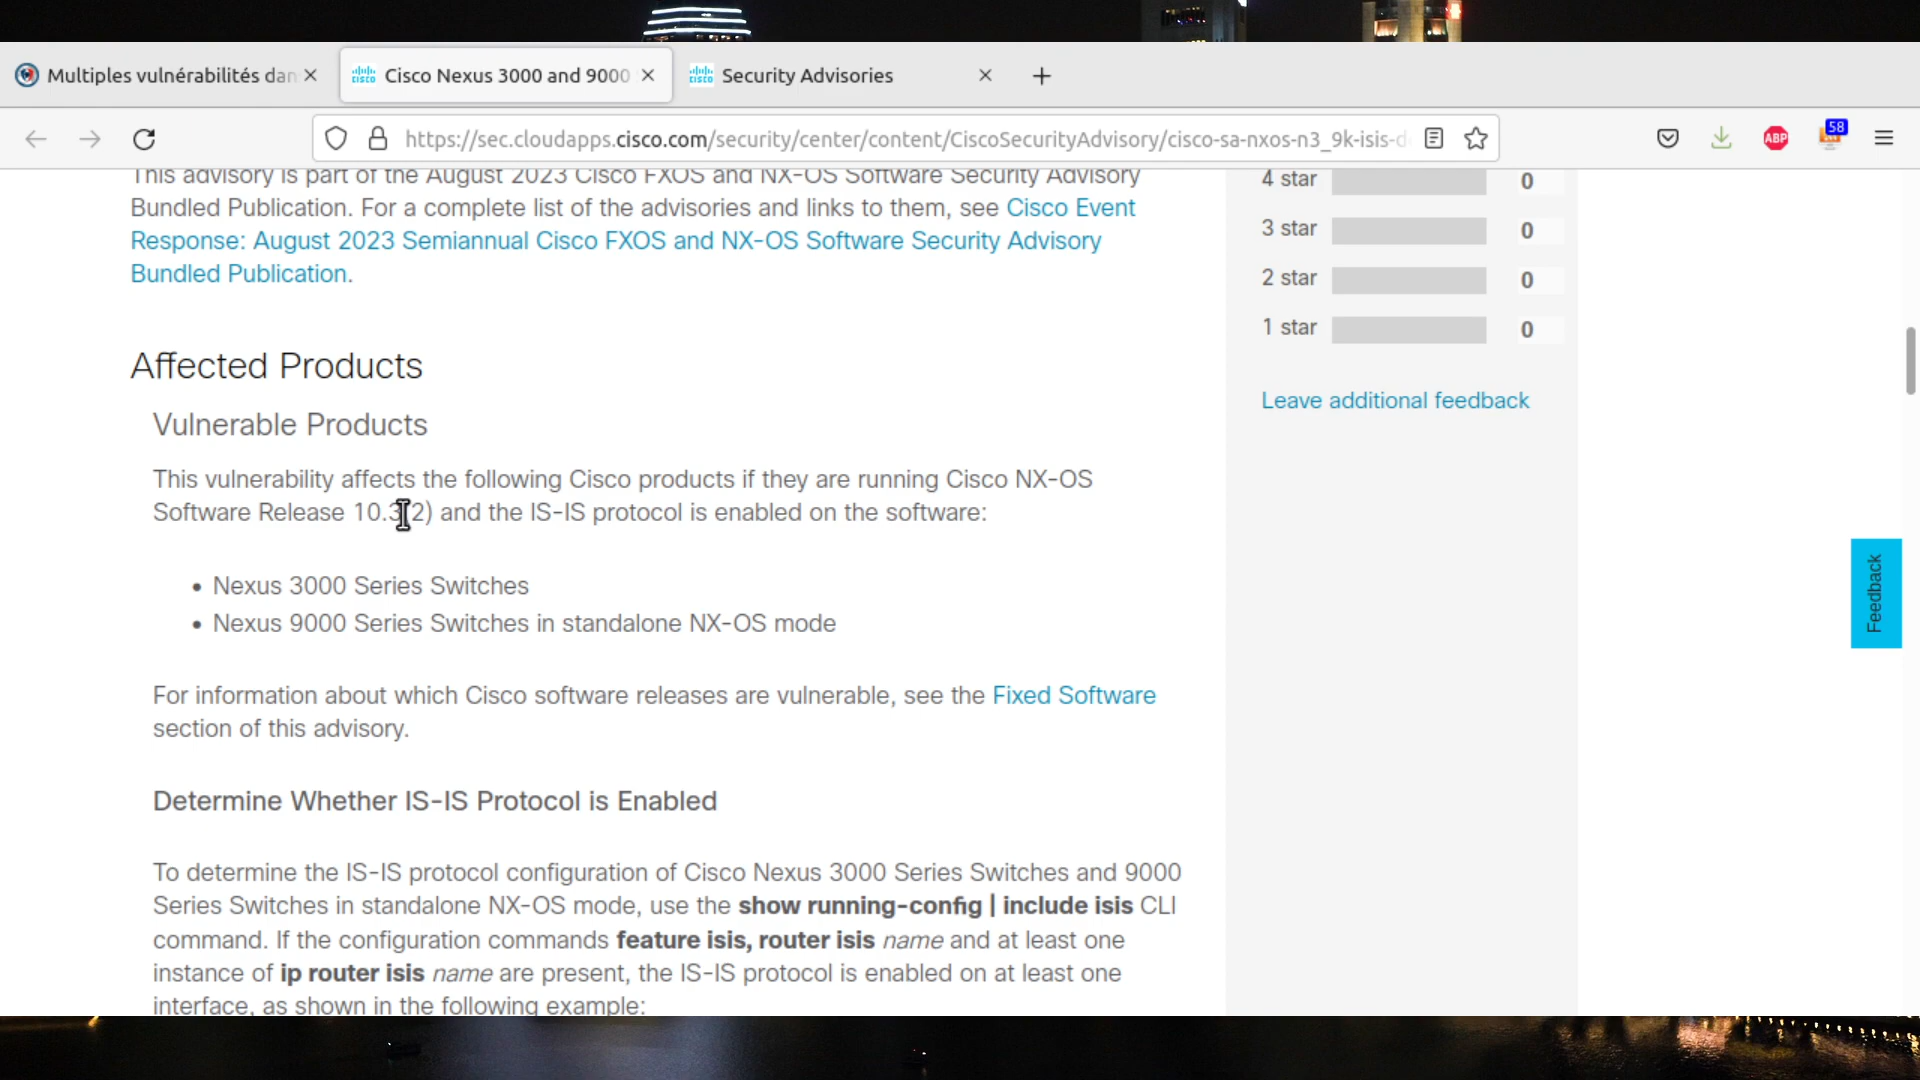 Multiples vulnérabilités dan
Cisco Nexus 3000 and 9000
Security Advisories
https://sec.cloudapps.cisco.com/security/center/content/CiscoSecurityAdvisory/cisco-sa-nxos-n3_9k-isis-d
ABP
58
This advisory is part of the August 2023 Cisco FXOS and NX-OS Software Security Advisory
Bundled Publication. For a complete list of the advisories and links to them, see Cisco Event
Response: August 2023 Semiannual Cisco FXOS and NX-OS Software Security Advisory
Bundled Publication.
4 star 0
3 star 0
2 star 0
1 star 0
Leave additional feedback
Affected Products
Vulnerable Products
This vulnerability affects the following Cisco products if they are running Cisco NX-OS
Software Release 10.3(2) and the IS-IS protocol is enabled on the software:
• Nexus 3000 Series Switches
• Nexus 9000 Series Switches in standalone NX-OS mode
For information about which Cisco software releases are vulnerable, see the Fixed Software
section of this advisory.
Determine Whether IS-IS Protocol is Enabled
To determine the IS-IS protocol configuration of Cisco Nexus 3000 Series Switches and 9000
Series Switches in standalone NX-OS mode, use the show running-config | include isis CLI
command. If the configuration commands feature isis, router isis name and at least one
instance of ip router isis name are present, the IS-IS protocol is enabled on at least one
interface, as shown in the following example:
Feedback